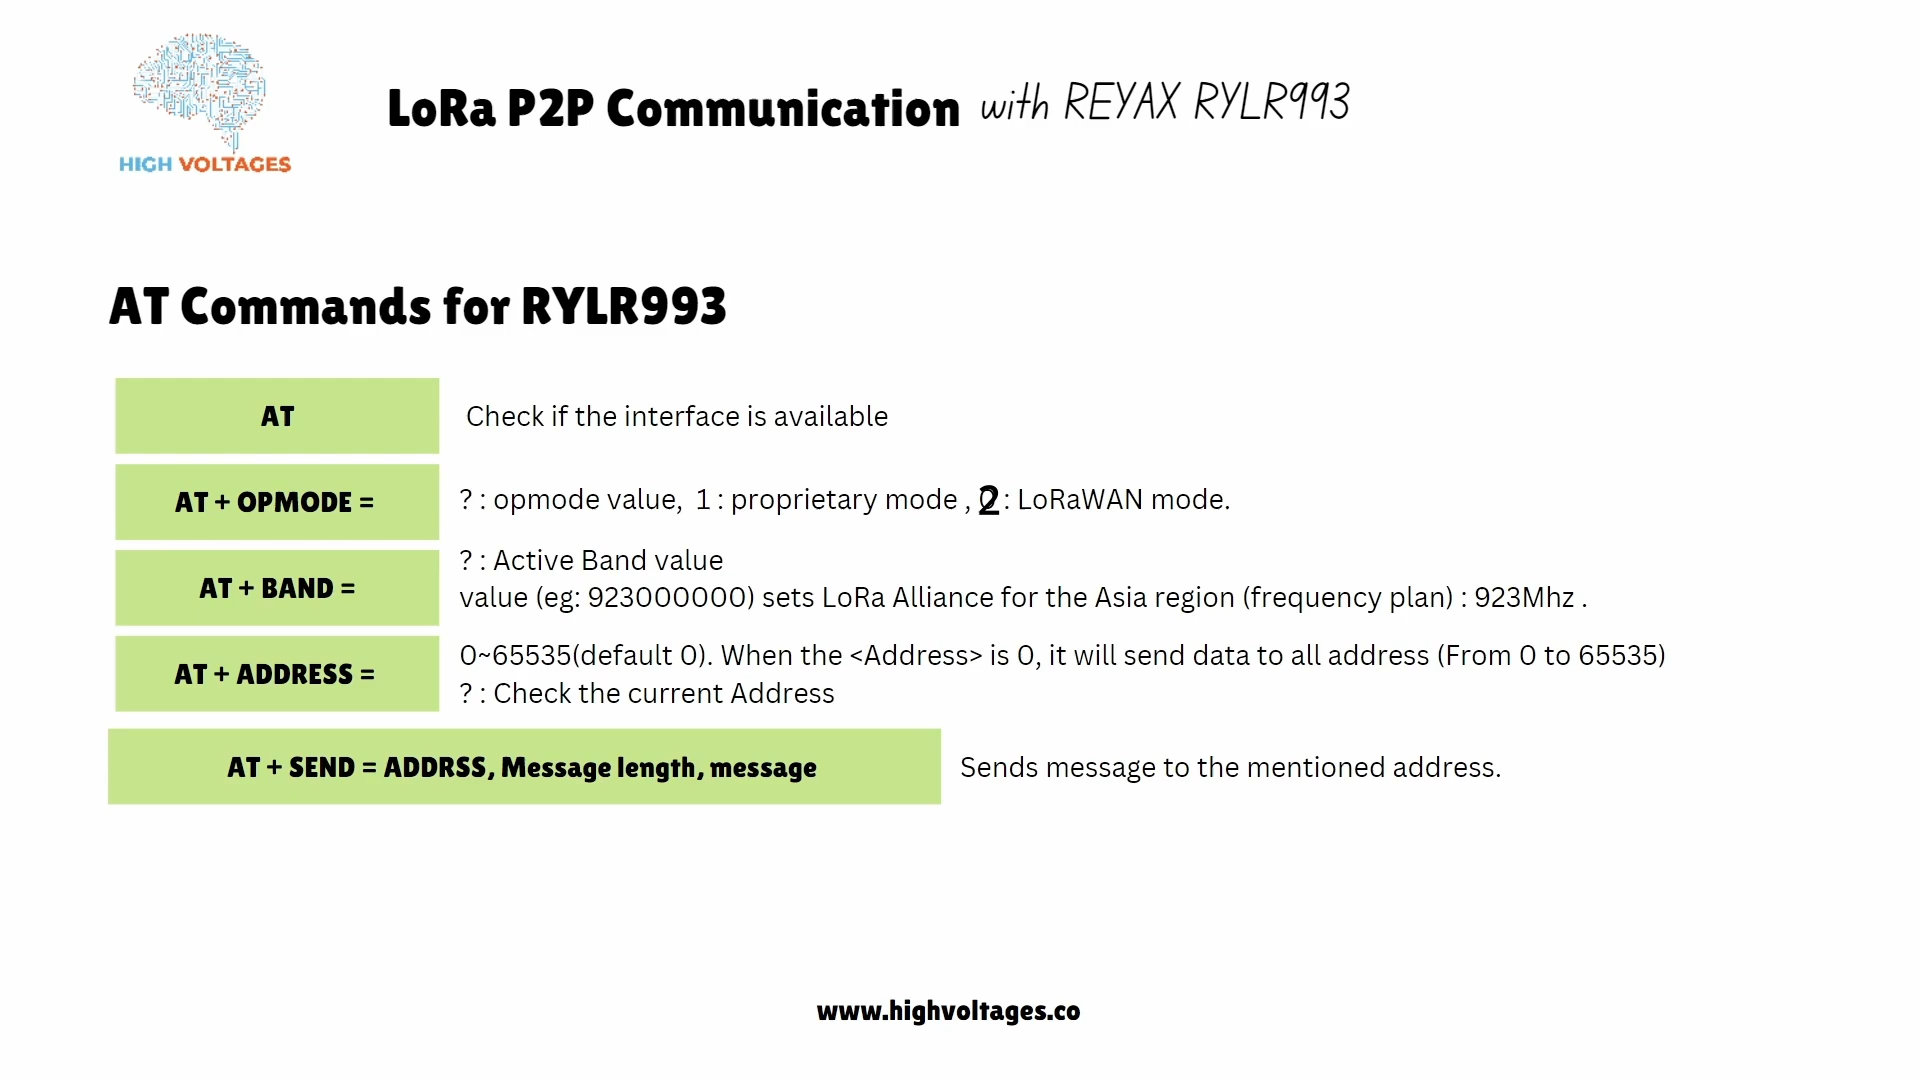 HIGH VOLTAGES
LoRa P2P Communication with REYAX RYLR993
AT Commands for RYLR993
AT
Check if the interface is available
AT + OPMODE =
? : opmode value, 1 : proprietary mode , 2 : LoRaWAN mode.
AT + BAND =
? : Active Band value
value (eg: 923000000) sets LoRa Alliance for the Asia region (frequency plan) : 923Mhz .
AT + ADDRESS =
0~65535(default 0). When the <Address> is 0, it will send data to all address (From 0 to 65535)
? : Check the current Address
AT + SEND = ADDRSS, Message length, message
Sends message to the mentioned address.
www.highvoltages.co